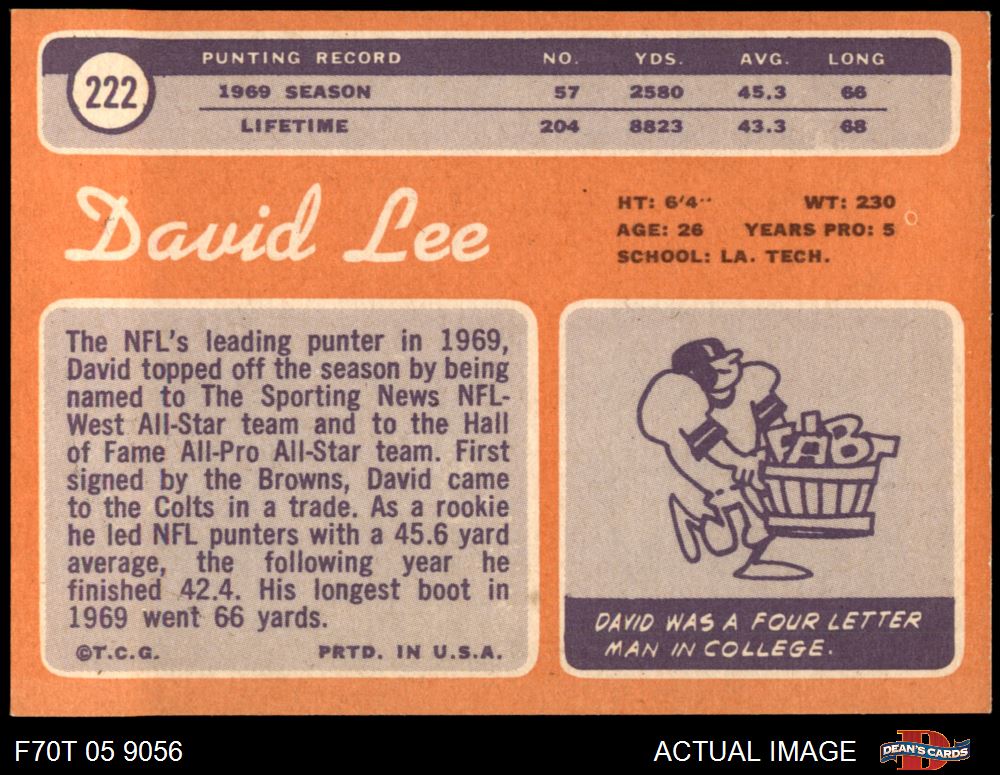 222
PUNTING RECORD NO. YDS. AVG. LONG
1969 SEASON 57 2580 45.3 66
LIFETIME 204 8823 43.3 68
David Lee
HT: 6'4" WT: 230
AGE: 26 YEARS PRO: 5
SCHOOL: LA. TECH.
The NFL's leading punter in 1969,
David topped off the season by being
named to The Sporting News NFL-
West All-Star team and to the Hall
of Fame All-Pro All-Star team. First
signed by the Browns, David came
to the Colts in a trade. As a rookie
he led NFL punters with a 45.6 yard
average, the following year he
finished 42.4. His longest boot in
1969 went 66 yards.
©T.C.G. PRTD. IN U.S.A.
DAVID WAS A FOUR LETTER
MAN IN COLLEGE.
F70T 05 9056
ACTUAL IMAGE
DEAN'S CARDS